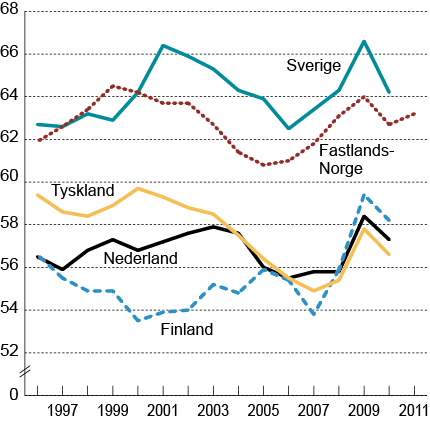 68
66
Sverige
64
62
Fastlands-
Norge
60
Tyskland
58
Nederland
56
54
Finland
52
0
1997 1999 2001 2003 2005 2007 2009 2011